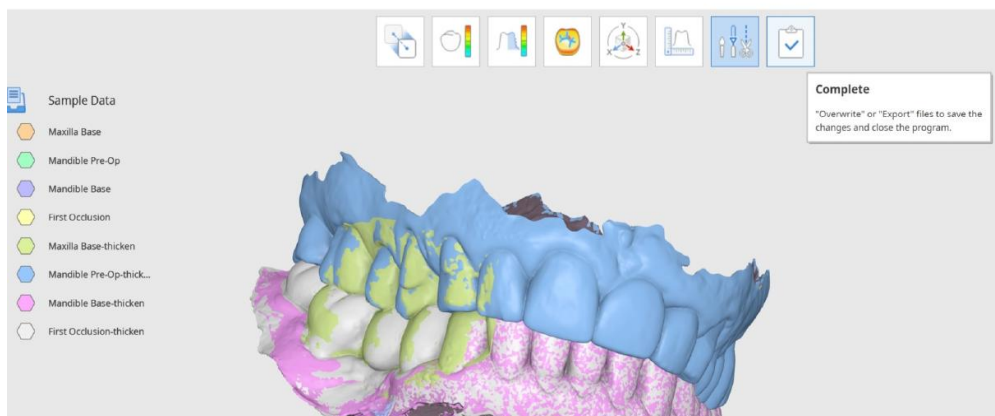 Complete
"Overwrite" or "Export" files to save the
changes and close the program.
Sample Data
Maxilla Base
Mandible Pre-Op
Mandible Base
First Occlusion
Maxilla Base-thicken
Mandible Pre-Op-thick...
Mandible Base-thicken
First Occlusion-thicken